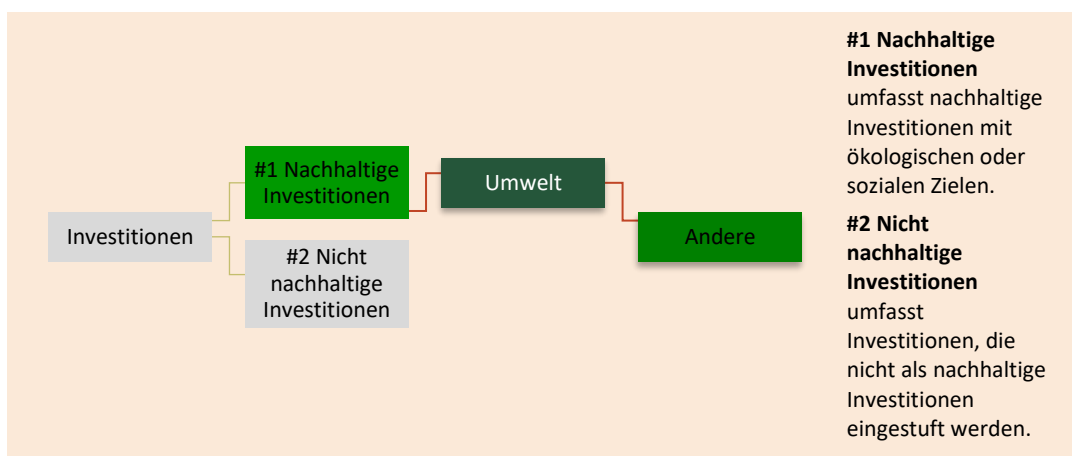 Investitionen
#1 Nachhaltige
Investitionen
#2 Nicht
nachhaltige
Investitionen
Umwelt
Andere
#1 Nachhaltige
Investitionen
umfasst nachhaltige
Investitionen mit
ökologischen oder
sozialen Zielen.
#2 Nicht
nachhaltige
Investitionen
umfasst
Investitionen, die
nicht als nachhaltige
Investitionen
eingestuft werden.